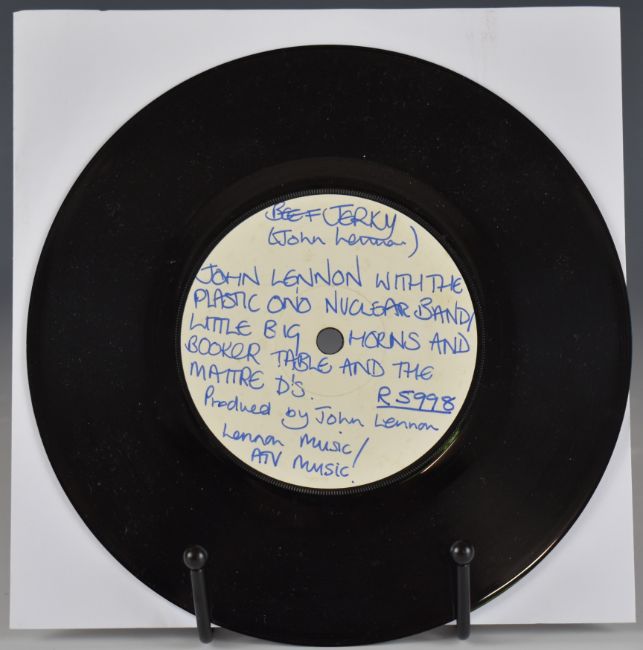 BEEF JERKY
(John Lennon)
JOHN LENNON WITH THE
PLASTIC ONO NUCLEAR BAND/
LITTLE BIG HORNS AND
BOOKER TABLE AND THE
MAITRE D'S.
R 5998
Produced by John Lennon
Lennon Music/
ATV Music.